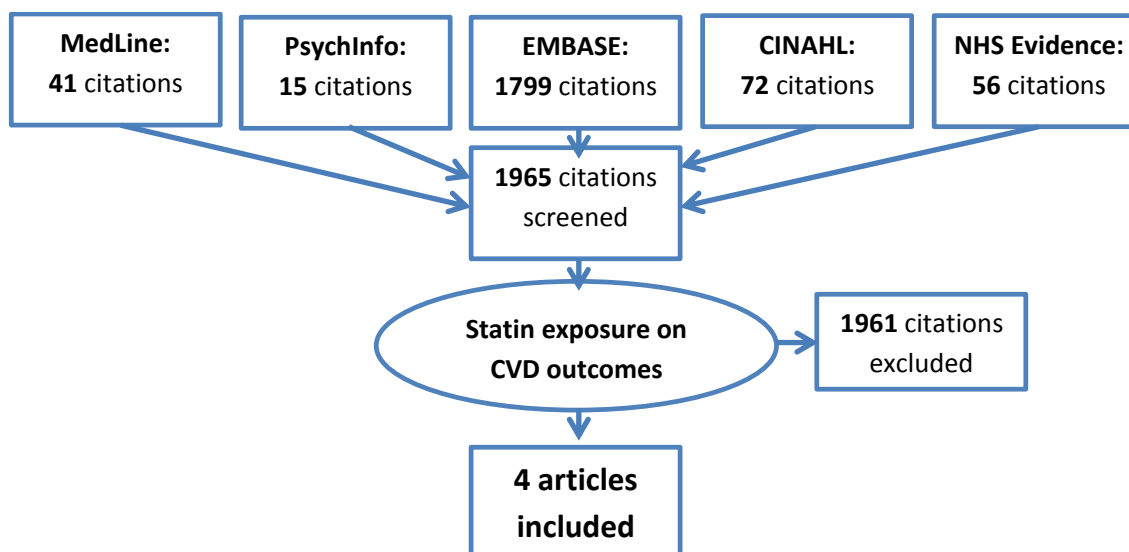 MedLine:
41 citations
PsychInfo:
15 citations
EMBASE:
1799 citations
CINAHL:
72 citations
NHS Evidence:
56 citations
1965 citations
screened
Statin exposure on
CVD outcomes
1961 citations
excluded
4 articles
included